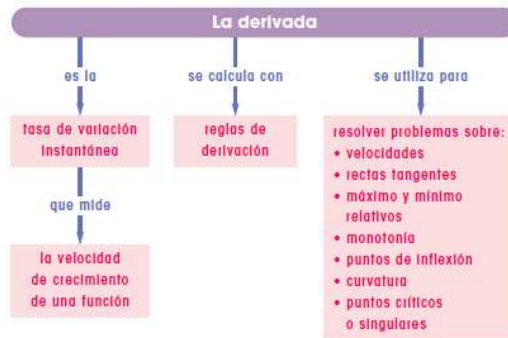 La derivada
es la
se calcula con
se utiliza para
tasa de variación
instantánea
reglas de
derivación
resolver problemas sobre:
• velocidades
• rectas tangentes
• máximo y mínimo
relativos
• monotonía
• puntos de inflexión
• curvatura
• puntos críticos
o singulares
que mide
la velocidad
de crecimiento
de una función